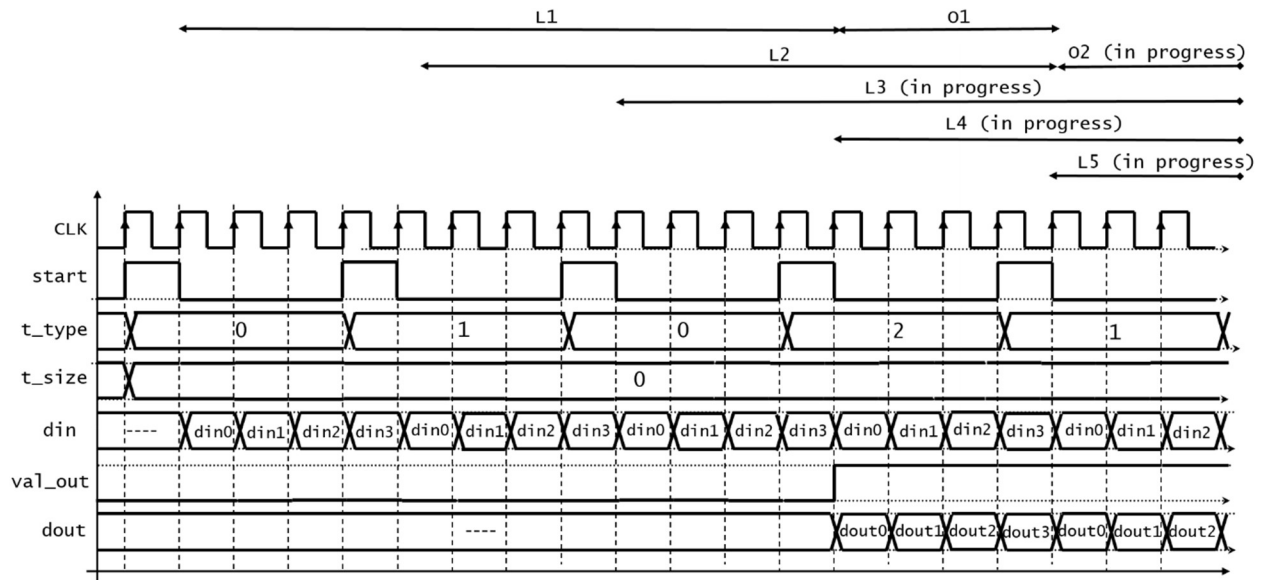 L1 O1
L2 O2 (in progress)
L3 (in progress)
L4 (in progress)
L5 (in progress)
CLK
start
t_type 0 1 0 2 1
t_size 0
din ---- din0 din1 din2 din3 din0 din1 din2 din3 din0 din1 din2 din3 din0 din1 din2 din3 din0 din1 din2
val_out
dout ---- dout0 dout1 dout2 dout3 dout0 dout1 dout2